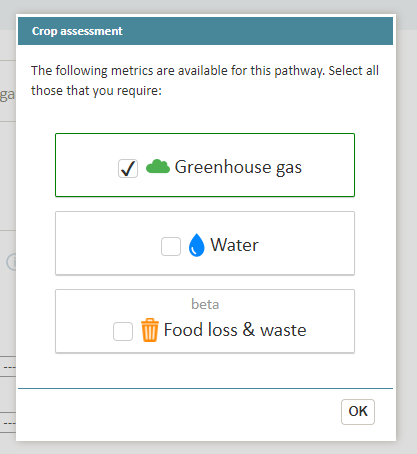 Crop assessment
The following metrics are available for this pathway. Select all
those that you require:
ga
Greenhouse gas
Water
beta
Food loss & waste
OK